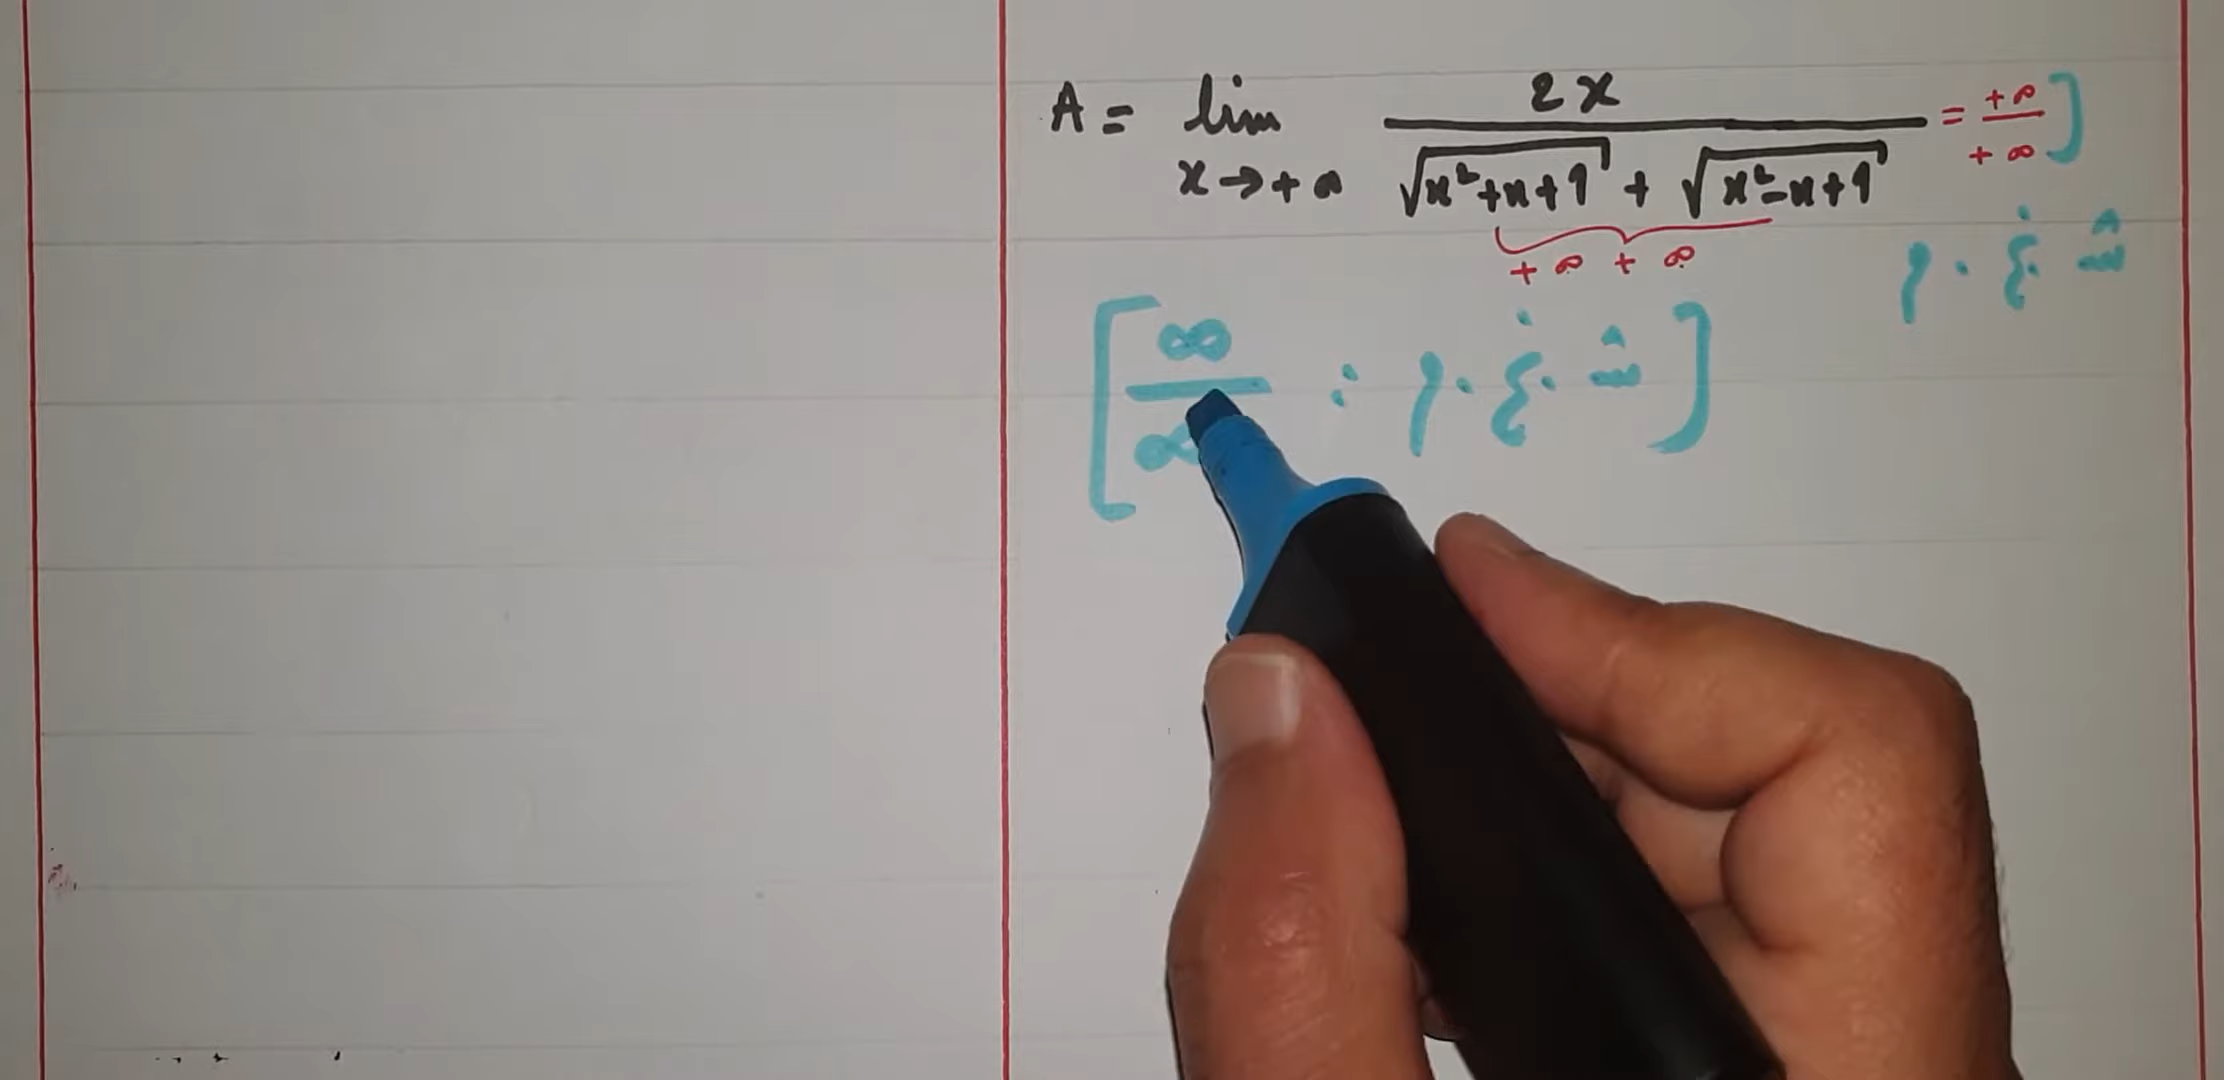 A = lim 2x / (√(x²+x+1) + √(x²-x+1)) = +∞ / +∞ ]
x → +∞
+∞ + ∞
[ ∞ / ∞ :